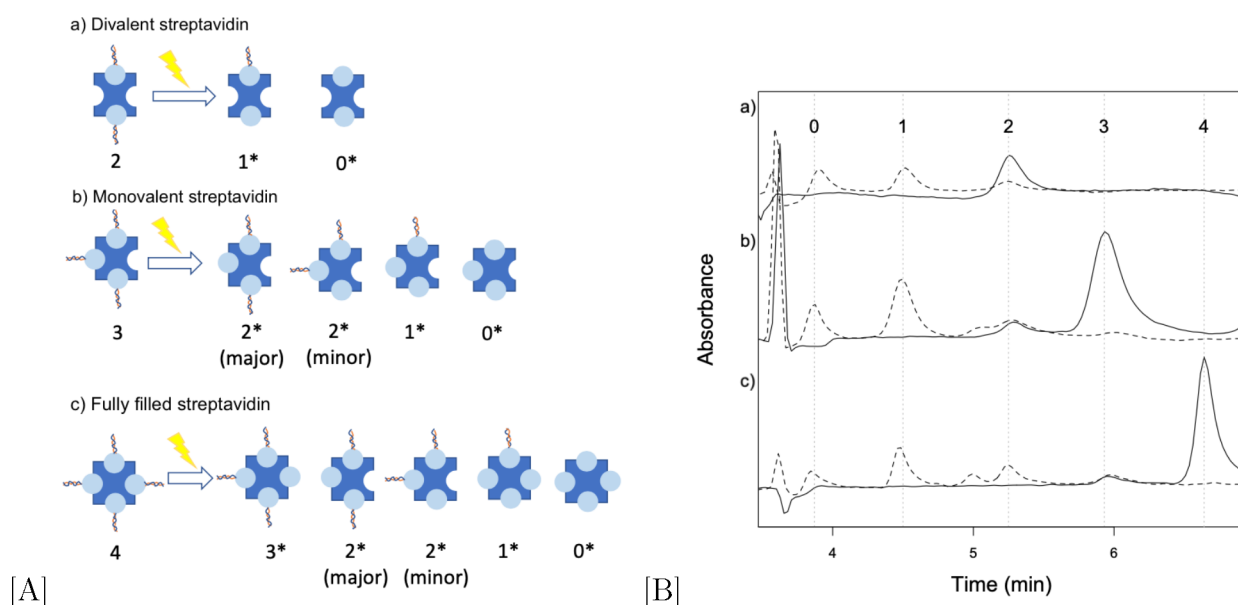 a) Divalent streptavidin
2 1* 0*
b) Monovalent streptavidin
3 2* 2* 1* 0*
(major) (minor)
c) Fully filled streptavidin
4 3* 2* 2* 1* 0*
(major) (minor)
[A]
a)
0 1 2 3 4
b)
c)
Absorbance
4 5 6
Time (min)
[B]